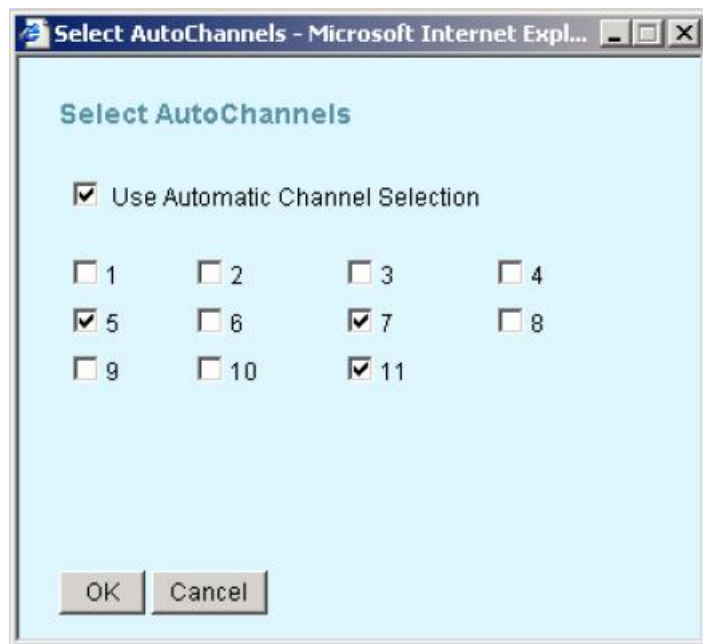 Select AutoChannels - Microsoft Internet Expl...
Select AutoChannels
Use Automatic Channel Selection
1 2 3 4
5 6 7 8
9 10 11
OK Cancel